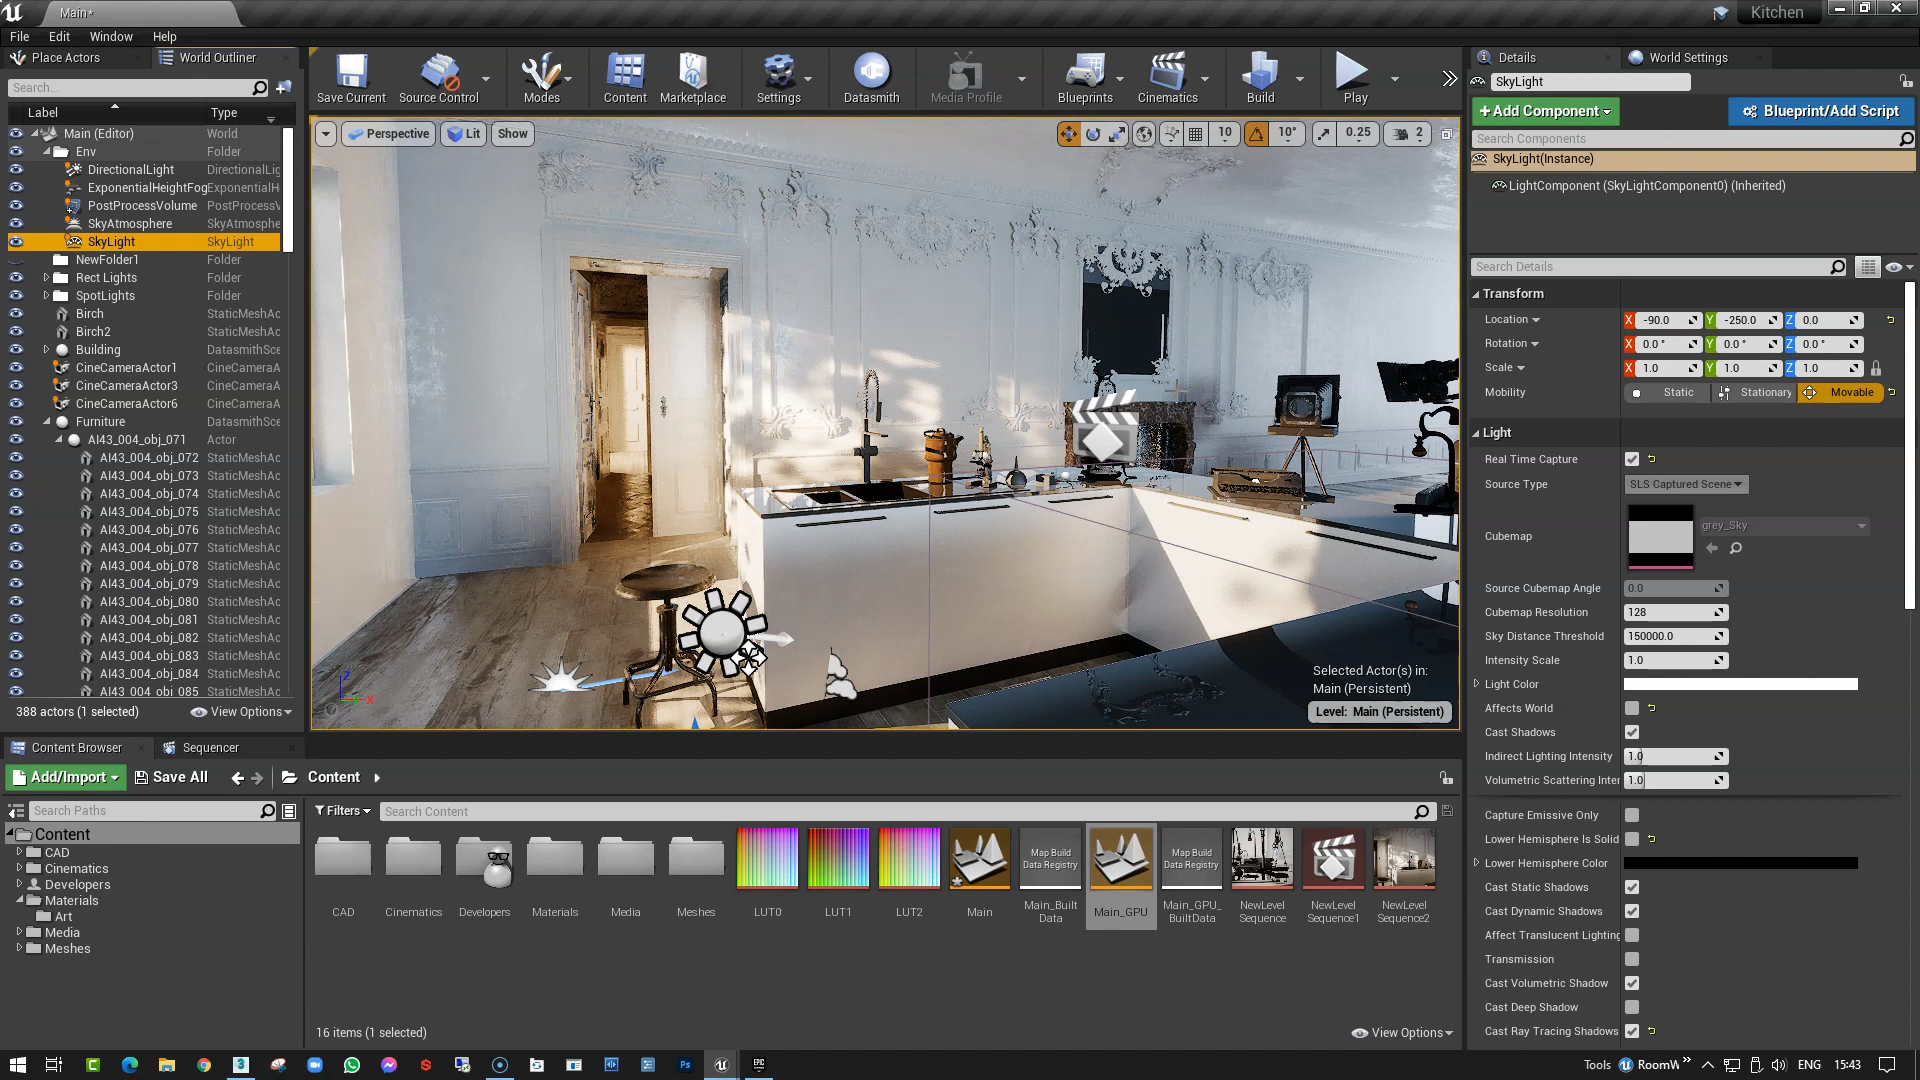 Main*
Kitchen
File
Edit
Window
Help
Place Actors
World Outliner
Search...
Label
Type
Main (Editor)
World
Env
Folder
DirectionalLight
DirectionalLig
ExponentialHeightFog
ExponentialH
PostProcessVolume
PostProcessV
SkyAtmosphere
SkyAtmosphe
SkyLight
SkyLight
NewFolder1
Folder
Rect Lights
Folder
SpotLights
Folder
Birch
StaticMeshAc
Birch2
StaticMeshAc
Building
DatasmithSce
CineCameraActor1
CineCameraA
CineCameraActor3
CineCameraA
CineCameraActor6
CineCameraA
Furniture
DatasmithSce
AI43_004_obj_071
Actor
AI43_004_obj_072
StaticMeshAc
AI43_004_obj_073
StaticMeshAc
AI43_004_obj_074
StaticMeshAc
AI43_004_obj_075
StaticMeshAc
AI43_004_obj_076
StaticMeshAc
AI43_004_obj_077
StaticMeshAc
AI43_004_obj_078
StaticMeshAc
AI43_004_obj_079
StaticMeshAc
AI43_004_obj_080
StaticMeshAc
AI43_004_obj_081
StaticMeshAc
AI43_004_obj_082
StaticMeshAc
AI43_004_obj_083
StaticMeshAc
AI43_004_obj_084
StaticMeshAc
AI43_004_obj_085
StaticMeshAc
388 actors (1 selected)
View Options
Save Current
Source Control
Modes
Content
Marketplace
Settings
Datasmith
Media Profile
Blueprints
Cinematics
Build
Play
Perspective
Lit
Show
10
10°
0.25
2
Z
X
Selected Actor(s) in:
Main (Persistent)
Level: Main (Persistent)
Details
World Settings
SkyLight
+Add Component
Blueprint/Add Script
Search Components
SkyLight(Instance)
LightComponent (SkyLightComponent0) (Inherited)
Search Details
Transform
Location
X -90.0
Y -250.0
Z 0.0
Rotation
X 0.0 °
Y 0.0 °
Z 0.0 °
Scale
X 1.0
Y 1.0
Z 1.0
Mobility
Static
Stationary
Movable
Light
Real Time Capture
Source Type
SLS Captured Scene
Cubemap
grey_Sky
Source Cubemap Angle
0.0
Cubemap Resolution
128
Sky Distance Threshold
150000.0
Intensity Scale
1.0
Light Color
Affects World
Cast Shadows
Indirect Lighting Intensity
1.0
Volumetric Scattering Inter
1.0
Capture Emissive Only
Lower Hemisphere Is Solid
Lower Hemisphere Color
Cast Static Shadows
Cast Dynamic Shadows
Affect Translucent Lighting
Transmission
Cast Volumetric Shadow
Cast Deep Shadow
Cast Ray Tracing Shadows
Content Browser
Sequencer
Add/Import
Save All
Content
Search Paths
Filters
Search Content
Content
CAD
Cinematics
Developers
Materials
Art
Media
Meshes
CAD
Cinematics
Developers
Materials
Media
Meshes
LUT0
LUT1
LUT2
Main
Map Build
Data Registry
Main_Built
Data
Main_GPU
Map Build
Data Registry
Main_GPU_
BuiltData
NewLevel
Sequence
NewLevel
Sequence1
NewLevel
Sequence2
16 items (1 selected)
View Options
Tools
RoomW
ENG
15:43